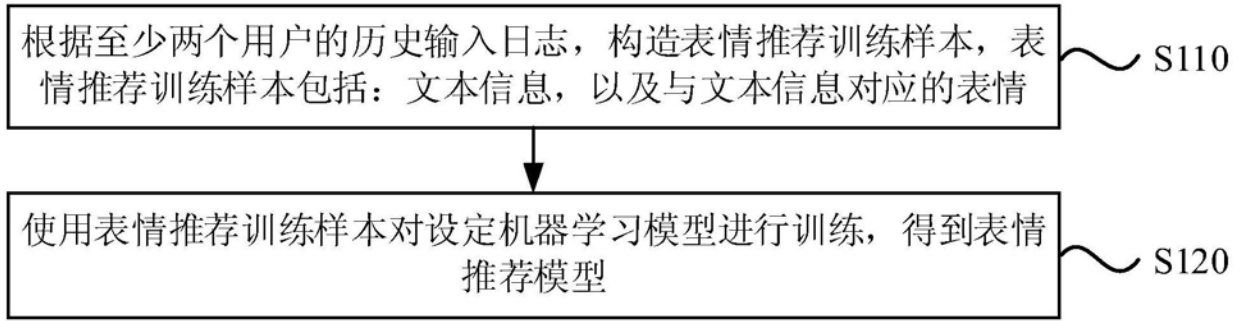 根据至少两个用户的历史输入日志，构造表情推荐训练样本，表
情推荐训练样本包括：文本信息，以及与文本信息对应的表情
S110
使用表情推荐训练样本对设定机器学习模型进行训练，得到表情
推荐模型
S120